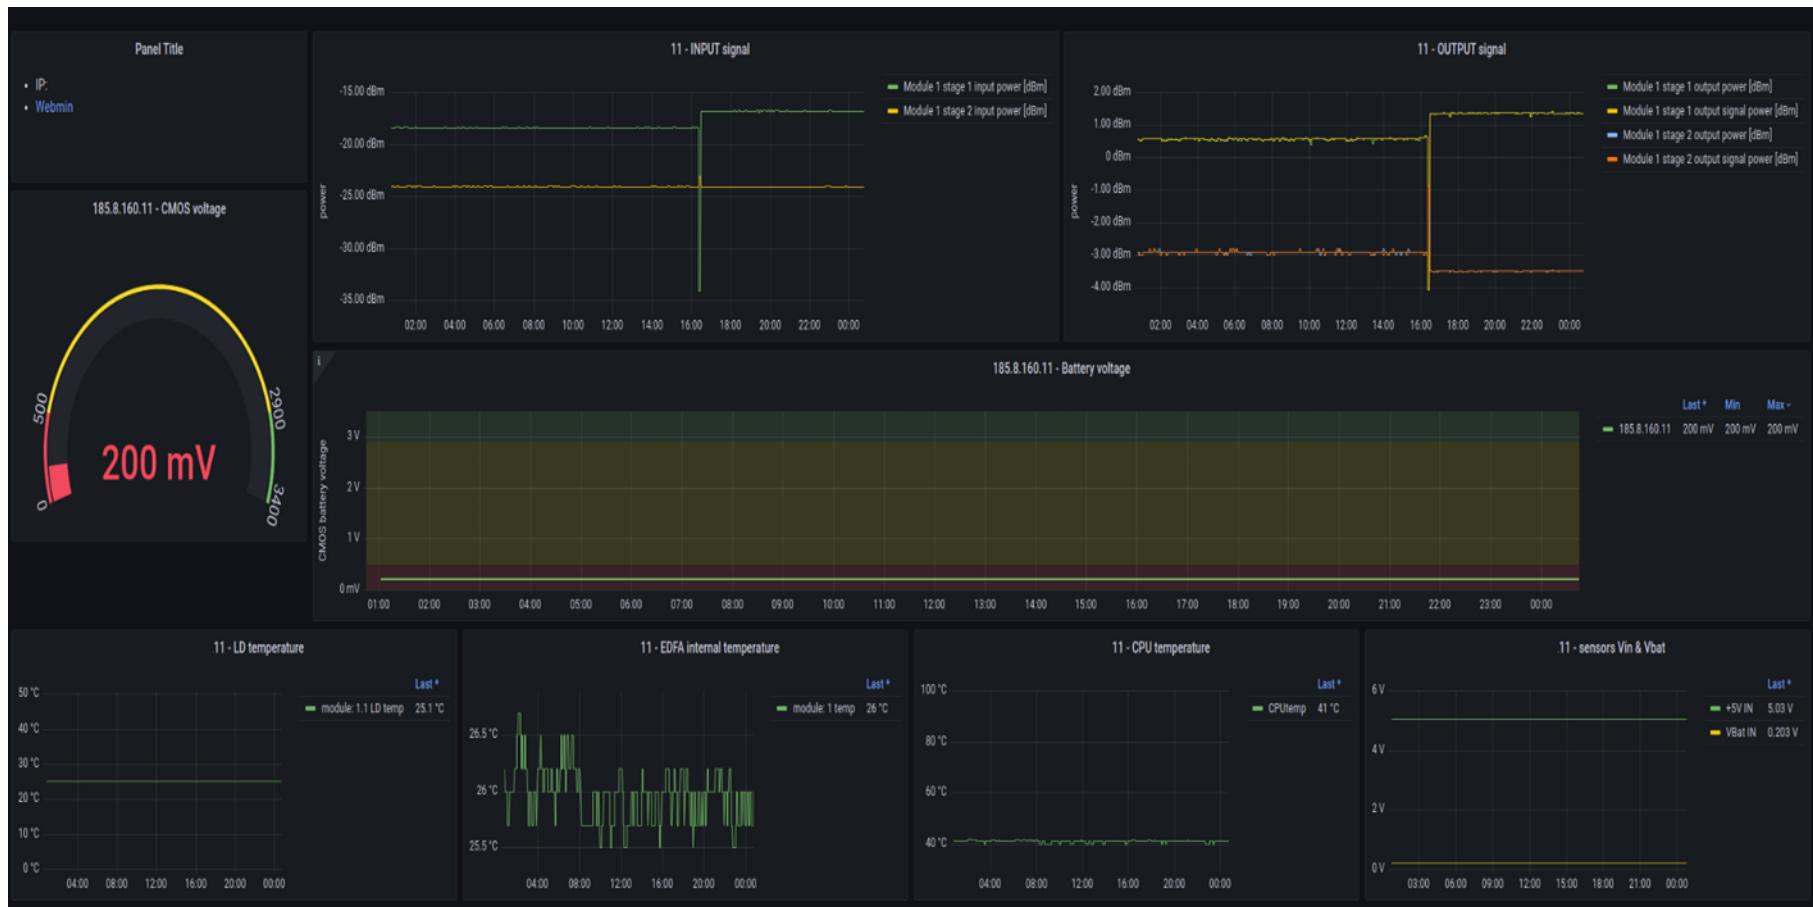 Panel Title
IP:
Webmin
11 - INPUT signal
-15.00 dBm
-20.00 dBm
-25.00 dBm
-30.00 dBm
-35.00 dBm
power
02:00 04:00 06:00 08:00 10:00 12:00 14:00 16:00 18:00 20:00 22:00 00:00
Module 1 stage 1 input power [dBm]
Module 1 stage 2 input power [dBm]
11 - OUTPUT signal
2.00 dBm
1.00 dBm
0 dBm
-1.00 dBm
-2.00 dBm
-3.00 dBm
-4.00 dBm
power
02:00 04:00 06:00 08:00 10:00 12:00 14:00 16:00 18:00 20:00 22:00 00:00
Module 1 stage 1 output power [dBm]
Module 1 stage 1 output signal power [dBm]
Module 1 stage 2 output power [dBm]
Module 1 stage 2 output signal power [dBm]
185.8.160.11 - CMOS voltage
0
500
2900
3400
200 mV
i
185.8.160.11 - Battery voltage
3 V
2 V
1 V
0 mV
CMOS battery voltage
01:00 02:00 03:00 04:00 05:00 06:00 07:00 08:00 09:00 10:00 11:00 12:00 13:00 14:00 15:00 16:00 17:00 18:00 19:00 20:00 21:00 22:00 23:00 00:00
Last * Min Max
185.8.160.11 200 mV 200 mV 200 mV
11 - LD temperature
50 °C
40 °C
30 °C
20 °C
10 °C
0 °C
04:00 08:00 12:00 16:00 20:00 00:00
Last *
module: 1.1 LD temp 25.1 °C
11 - EDFA internal temperature
26.5 °C
26 °C
25.5 °C
04:00 08:00 12:00 16:00 20:00 00:00
Last *
module: 1 temp 26 °C
11 - CPU temperature
100 °C
80 °C
60 °C
40 °C
04:00 08:00 12:00 16:00 20:00 00:00
Last *
CPUtemp 41 °C
.11 - sensors Vin & Vbat
6 V
4 V
2 V
0 V
03:00 06:00 09:00 12:00 15:00 18:00 21:00 00:00
Last *
+5V IN 5.03 V
VBat IN 0.203 V